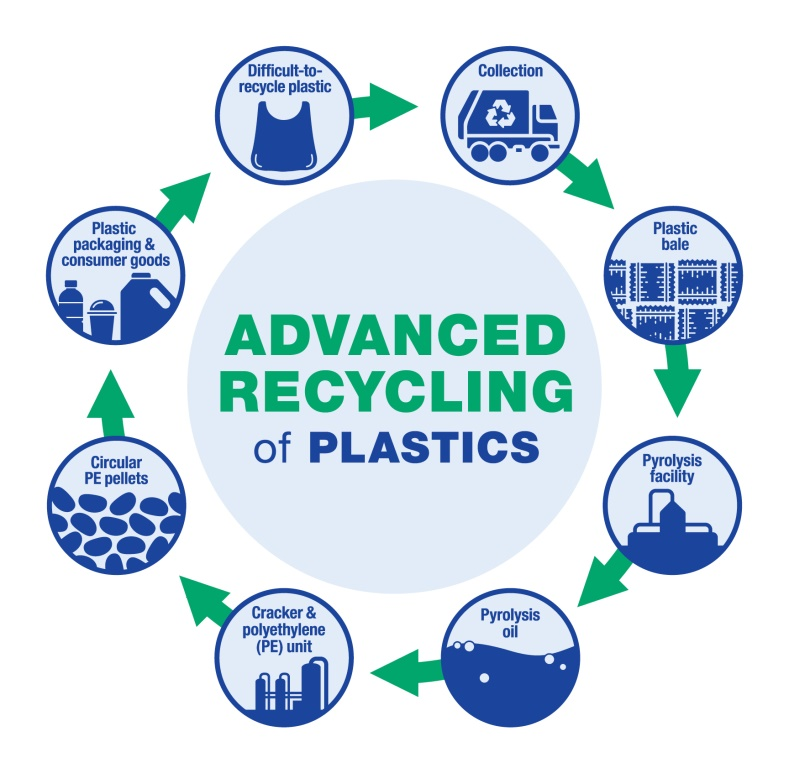 Difficult-to-
recycle plastic
Collection
Plastic
bale
Pyrolysis
facility
Pyrolysis
oil
Cracker &
polyethylene
(PE) unit
Circular
PE pellets
Plastic
packaging &
consumer goods
ADVANCED
RECYCLING
of PLASTICS